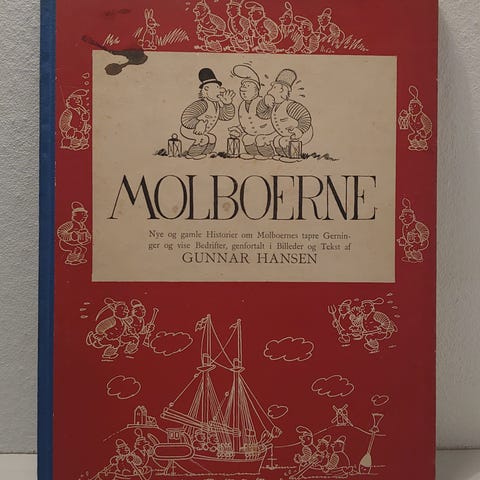 MOLBOERNE
Nye og gamle Historier om Molboernes tapre Gernin-
ger og vise Bedrifter, genfortalt i Billeder og Tekst af
GUNNAR HANSEN